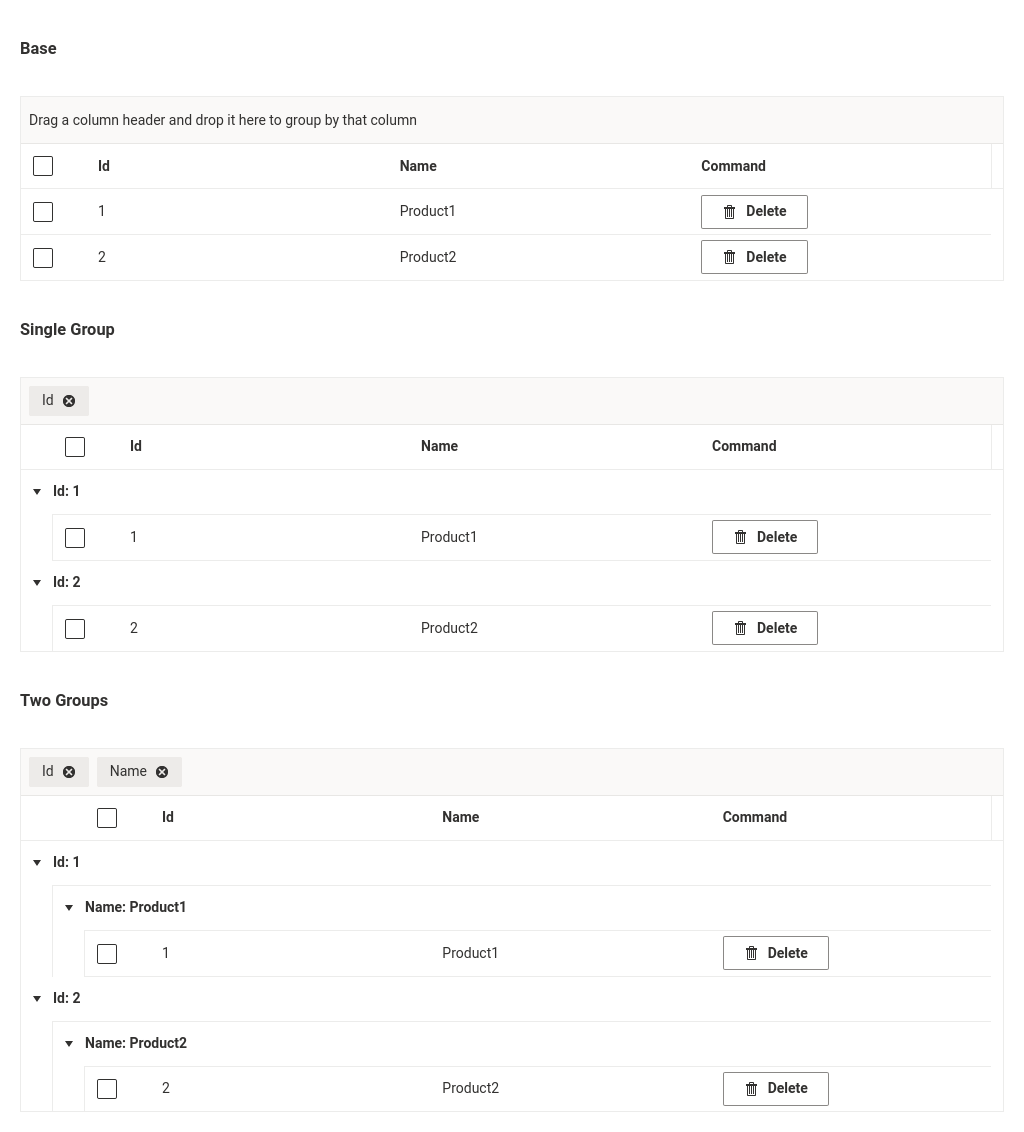 Base
Drag a column header and drop it here to group by that column
Id Name Command
1 Product1 Delete
2 Product2 Delete
Single Group
Id
Id Name Command
Id: 1
1 Product1 Delete
Id: 2
2 Product2 Delete
Two Groups
Id Name
Id Name Command
Id: 1
Name: Product1
1 Product1 Delete
Id: 2
Name: Product2
2 Product2 Delete